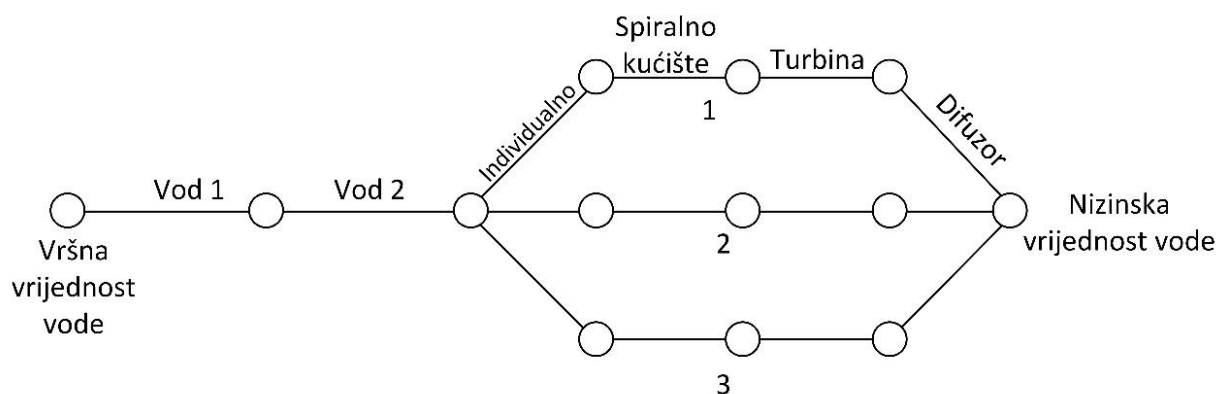 Spiralno
kućište
Turbina
1
Individualno
Difuzor
Vod 1
Vod 2
Vršna
vrijednost
vode
2
Nizinska
vrijednost vode
3